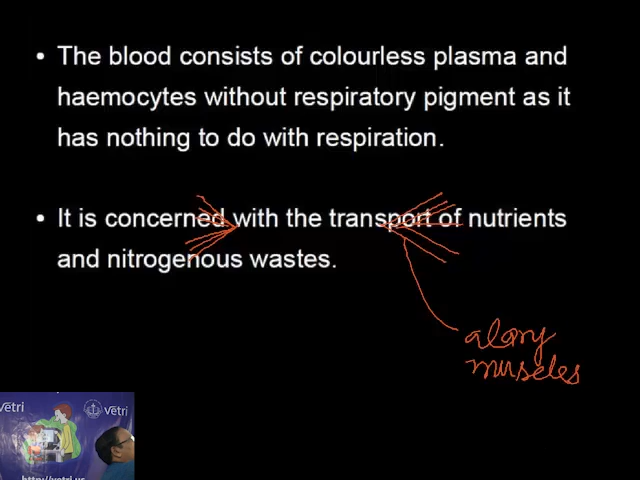 • The blood consists of colourless plasma and
haemocytes without respiratory pigment as it
has nothing to do with respiration.
• It is concerned with the transport of nutrients
and nitrogenous wastes.
alary
muscles
Vetri
Vetri